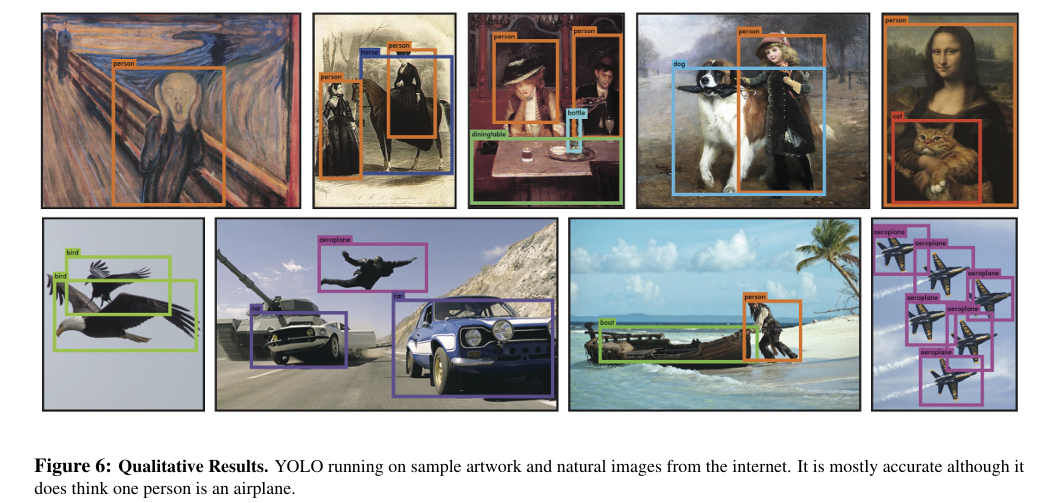 person
horse
person
person
person
person
bottle
diningtable
person
dog
person
cat
bird
bird
aeroplane
car
car
person
boat
aeroplane
aeroplane
aeroplane
aeroplane
aeroplane
aeroplane
Figure 6: Qualitative Results. YOLO running on sample artwork and natural images from the internet. It is mostly accurate although it
does think one person is an airplane.